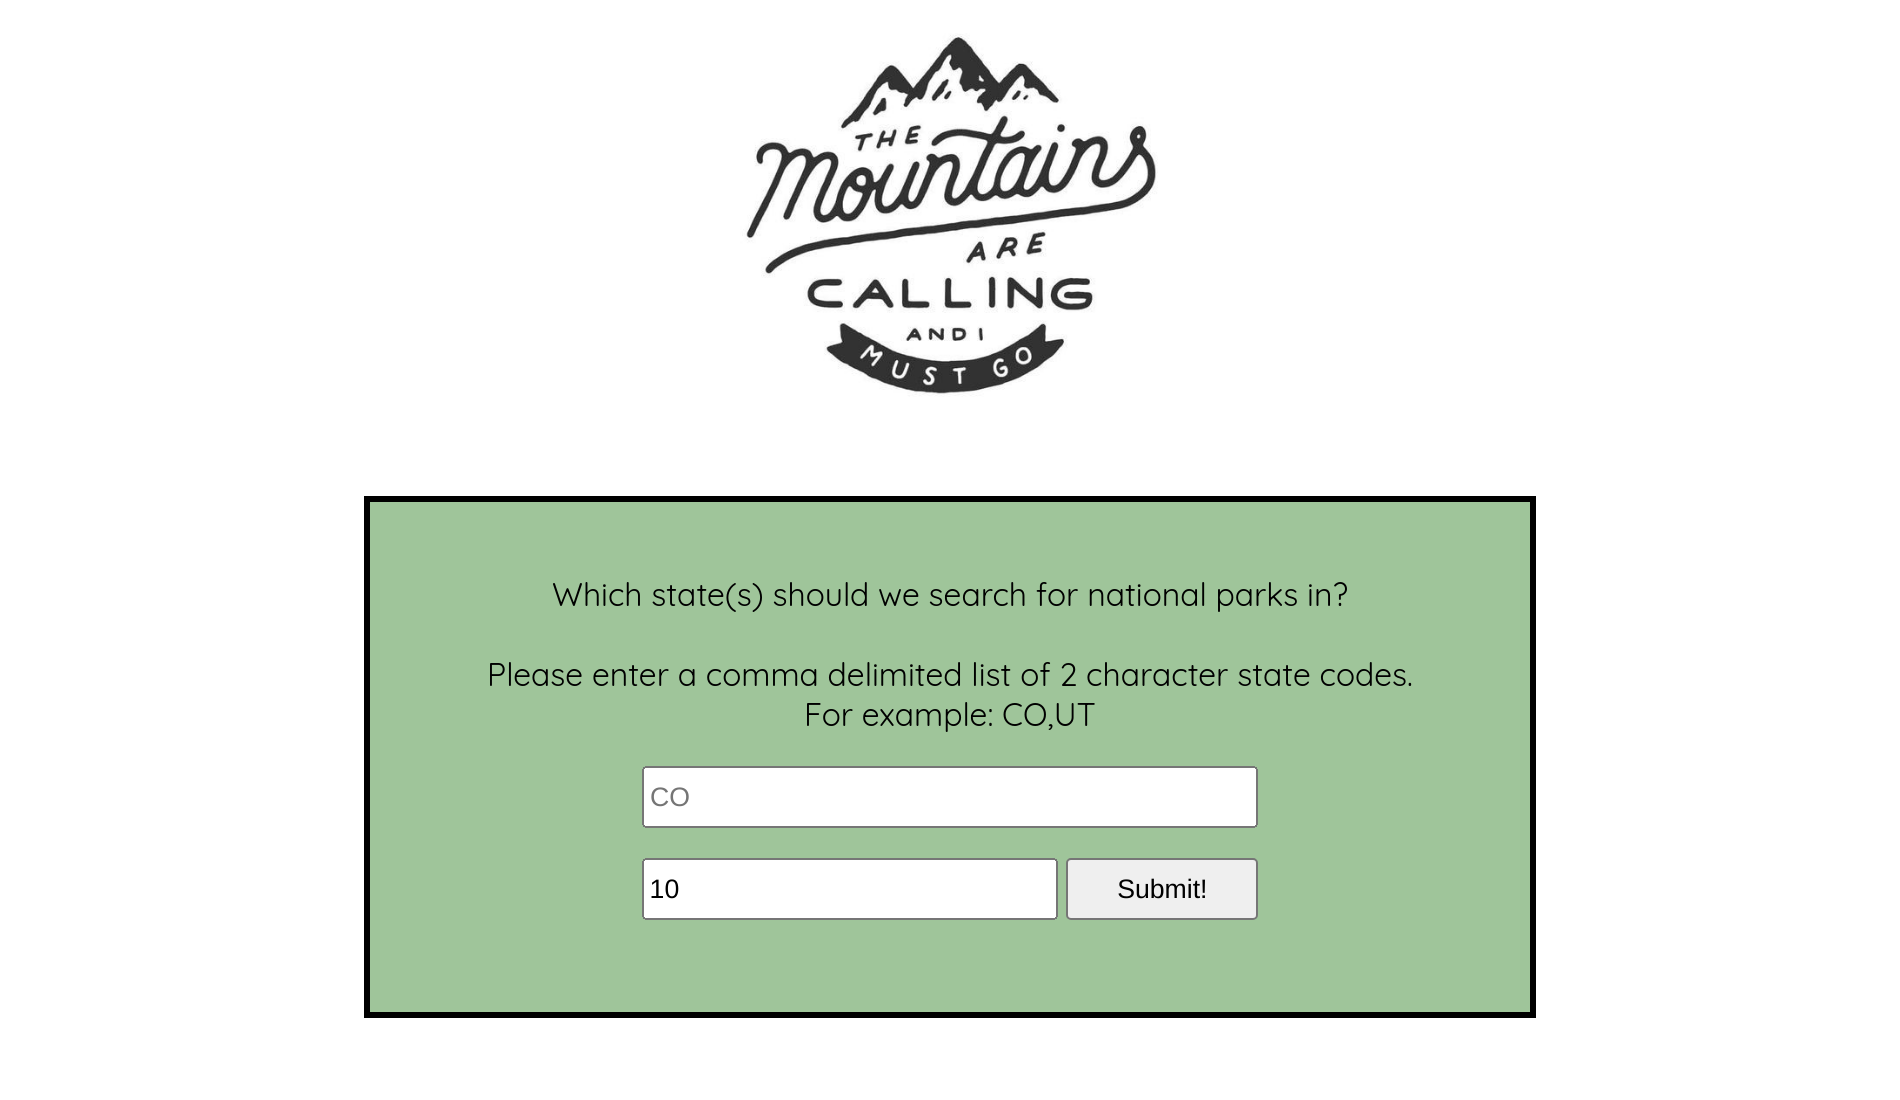 THE
Mountains
ARE
CALLING
AND I
MUST GO
Which state(s) should we search for national parks in?
Please enter a comma delimited list of 2 character state codes.
For example: CO,UT
CO
10
Submit!